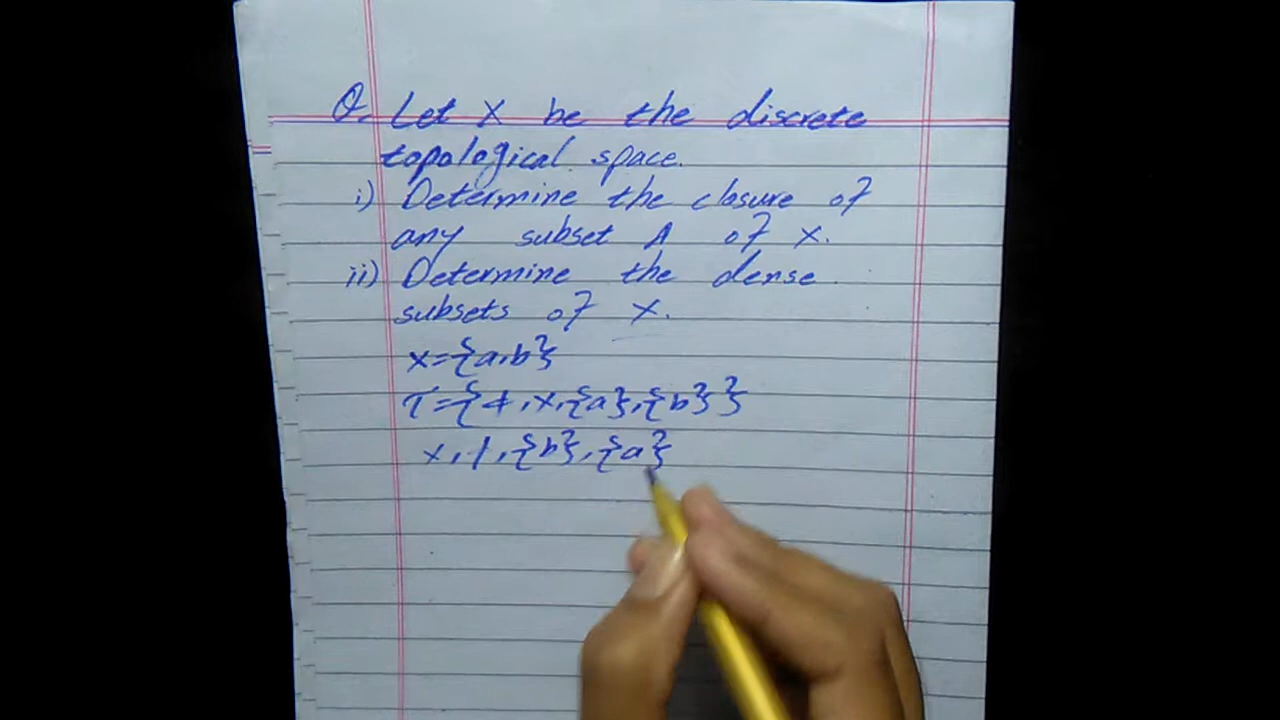 Q. Let X be the discrete
topological space.
i) Determine the closure of
any subset A of X.
ii) Determine the dense
subsets of X.
X={a,b}
τ={ϕ,X,{a},{b}}
X,ϕ,{b},{a}